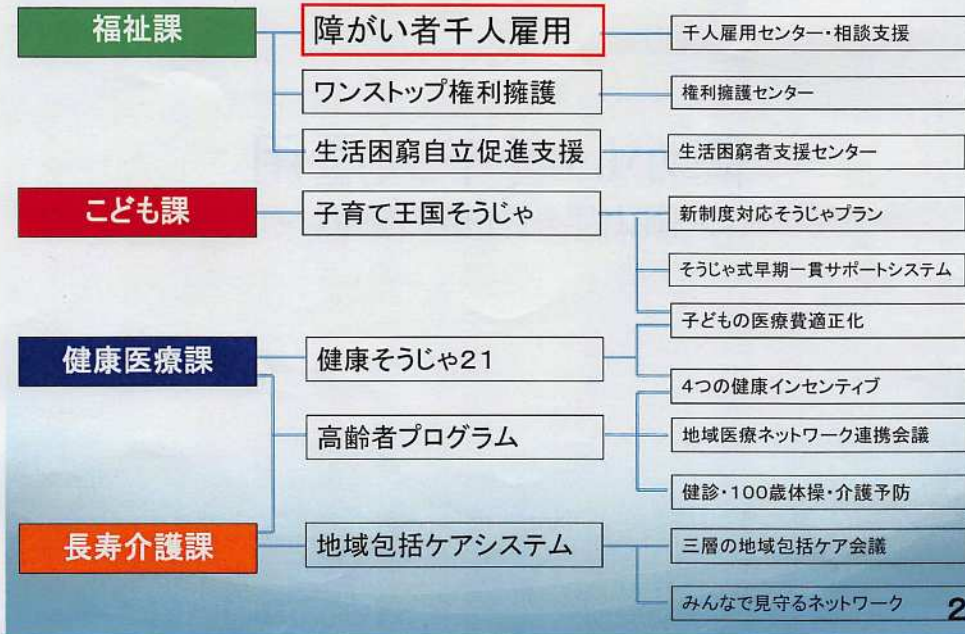 福祉課
障がい者千人雇用
千人雇用センター・相談支援
ワンストップ権利擁護
権利擁護センター
生活困窮自立促進支援
生活困窮者支援センター
こども課
子育て王国そうじゃ
新制度対応そうじゃプラン
そうじゃ式早期一貫サポートシステム
子どもの医療費適正化
健康医療課
健康そうじゃ21
4つの健康インセンティブ
高齢者プログラム
地域医療ネットワーク連携会議
健診・100歳体操・介護予防
長寿介護課
地域包括ケアシステム
三層の地域包括ケア会議
みんなで見守るネットワーク
2